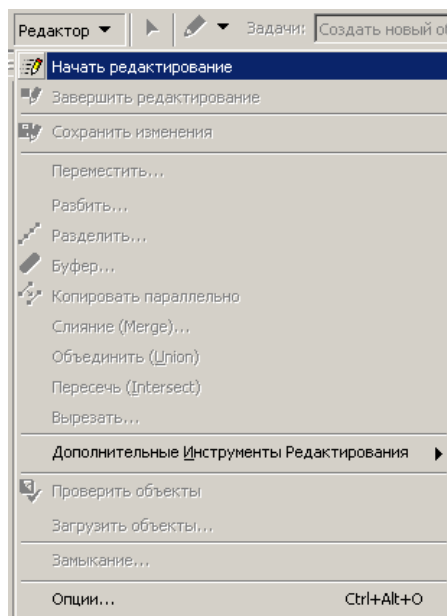 Редактор Задачи: Создать новый об
Начать редактирование
Завершить редактирование
Сохранить изменения
Переместить...
Разбить...
Разделить...
Буфер...
Копировать параллельно
Слияние (Merge)...
Объединить (Union)
Пересечь (Intersect)
Вырезать...
Дополнительные Инструменты Редактирования
Проверить объекты
Загрузить объекты...
Замыкание...
Опции... Ctrl+Alt+O